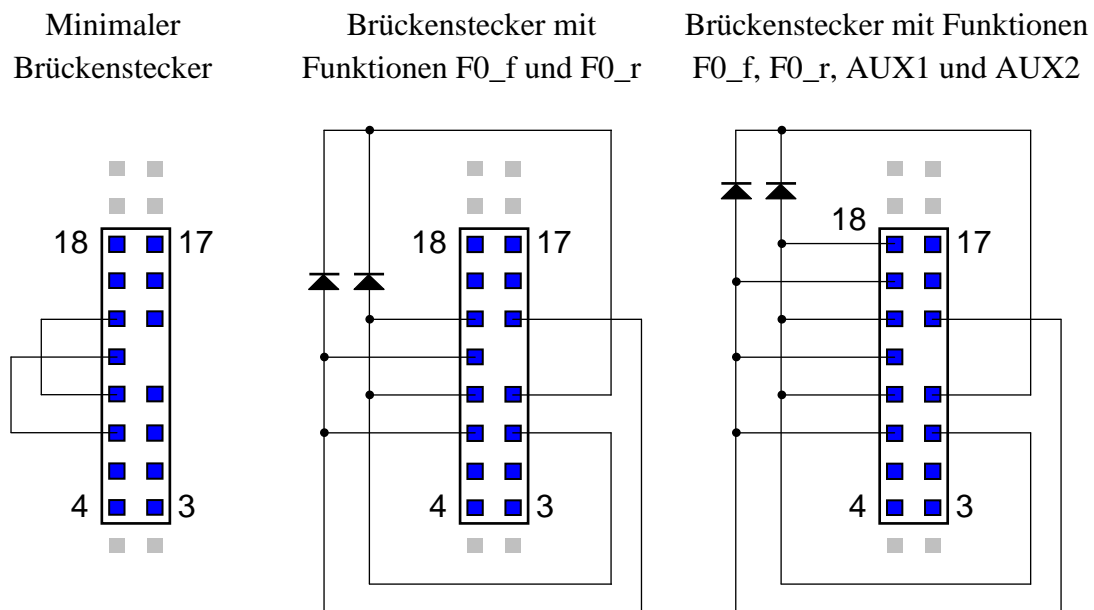 Minimaler
Brückenstecker
Brückenstecker mit
Funktionen F0_f und F0_r
Brückenstecker mit Funktionen
F0_f, F0_r, AUX1 und AUX2
18 17
4 3
18 17
4 3
18 17
4 3